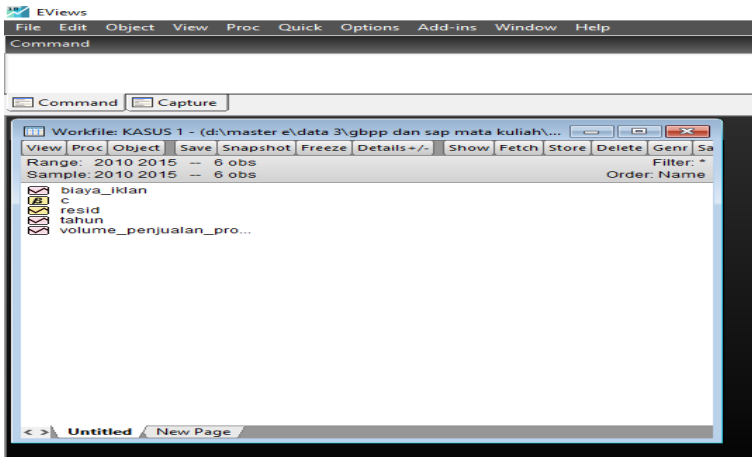 EViews
File Edit Object View Proc Quick Options Add-ins Window Help
Command
Command Capture
Workfile: KASUS 1 - (d:\master e\data 3\gbpp dan sap mata kuliah\...
View Proc Object Save Snapshot Freeze Details+/- Show Fetch Store Delete Genr Sa
Range: 2010 2015 -- 6 obs Filter: *
Sample: 2010 2015 -- 6 obs Order: Name
biaya_iklan
β c
resid
tahun
volume_penjualan_pro...
< > Untitled New Page